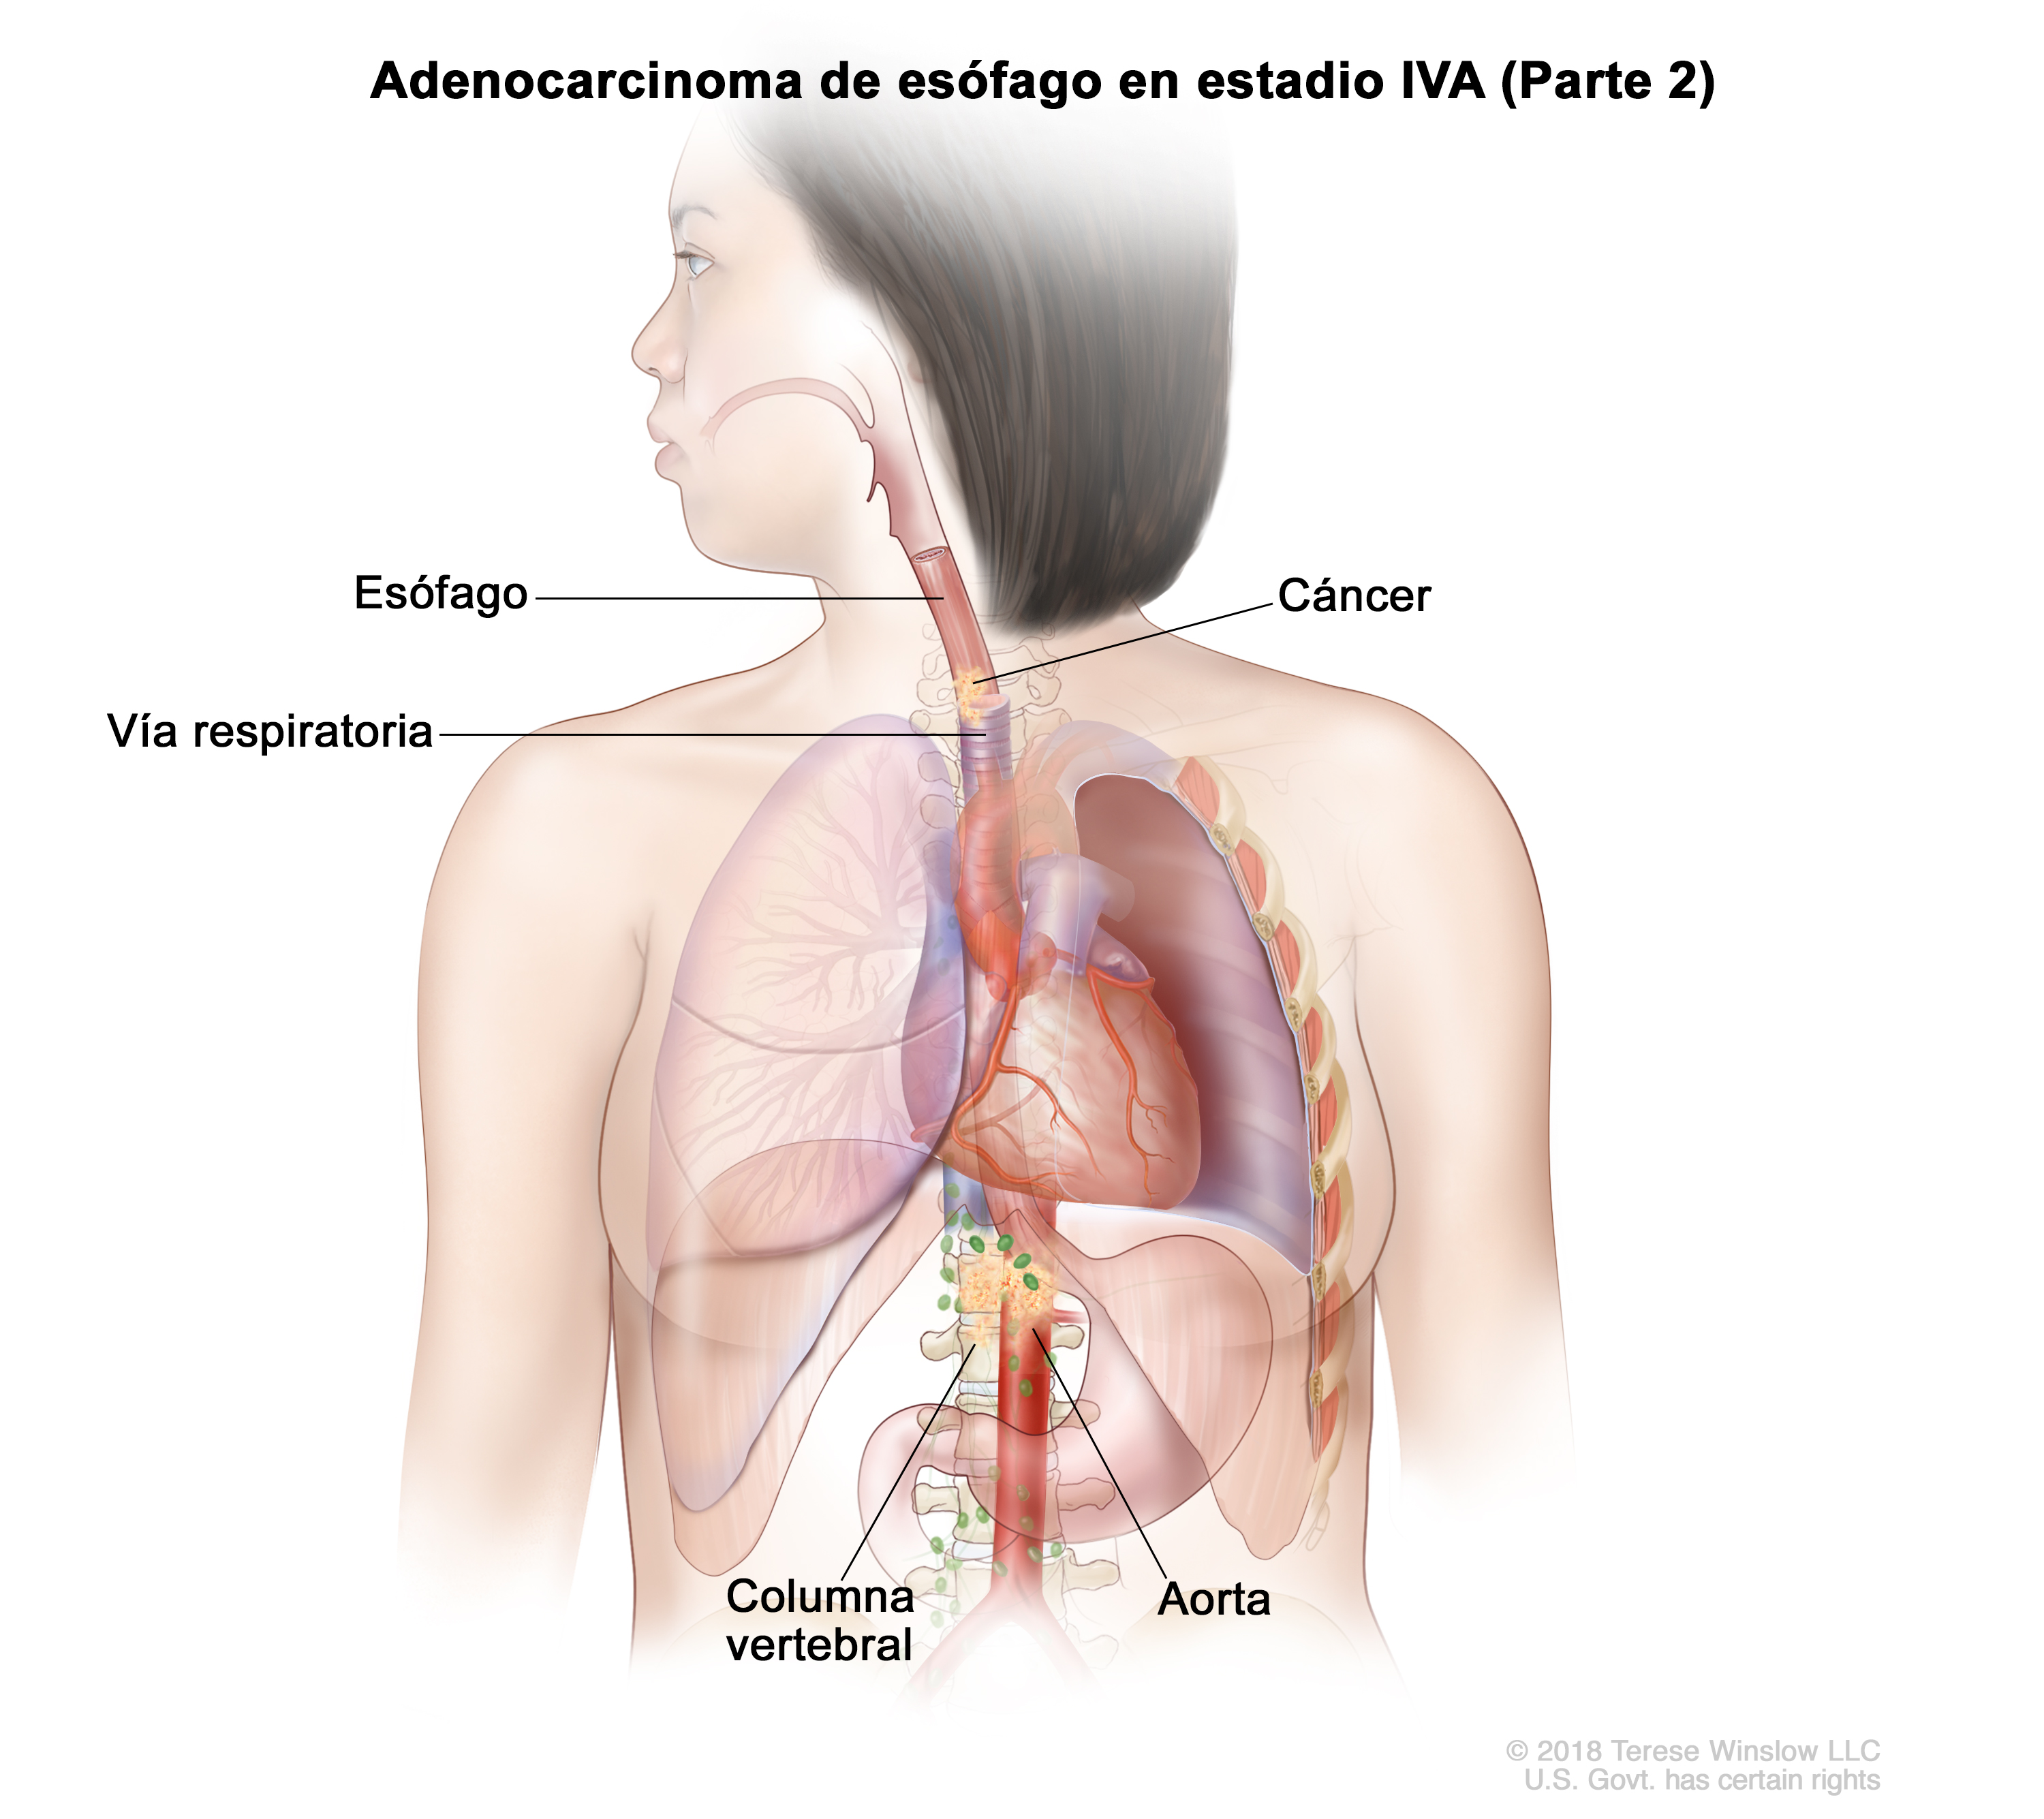 Adenocarcinoma de esófago en estadio IVA (Parte 2)
Esófago
Cáncer
Vía respiratoria
Columna
vertebral
Aorta
© 2018 Terese Winslow LLC
U.S. Govt. has certain rights